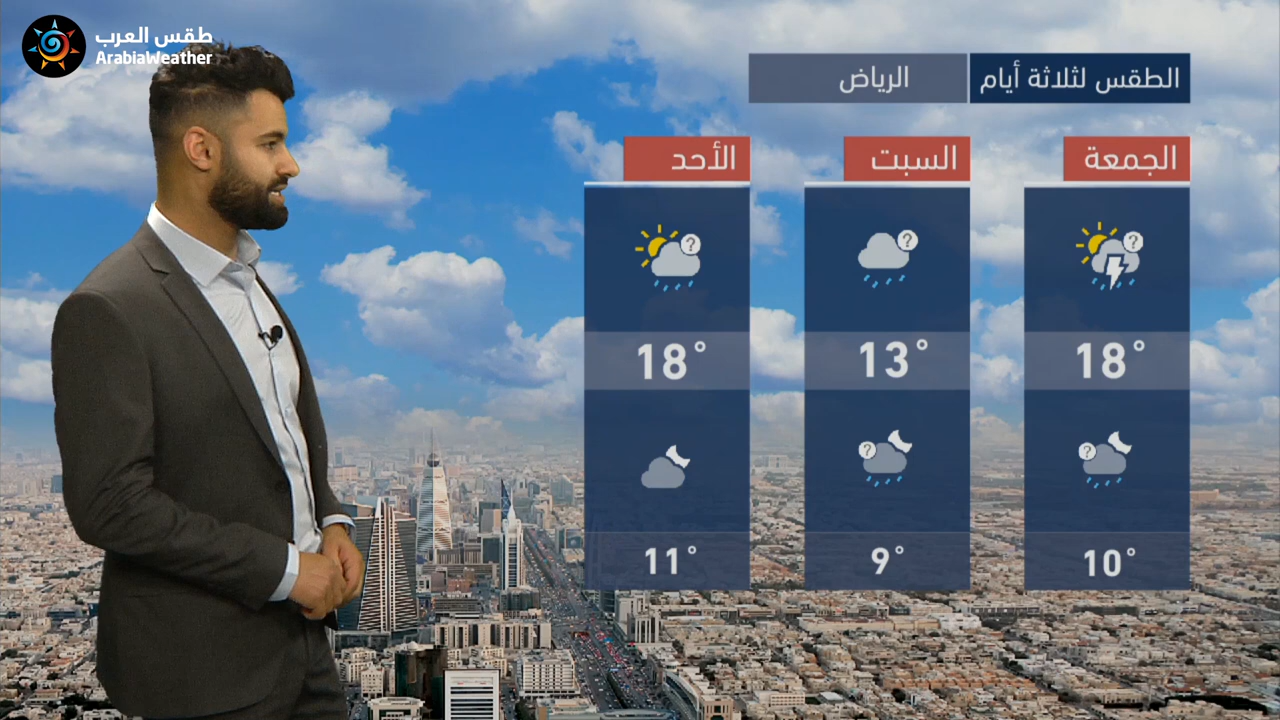 طقس العرب
ArabiaWeather
الطقس لثلاثة أيام
الرياض
الجمعة
السبت
الأحد
?
?
?
18°
13°
18°
?
?
10°
9°
11°